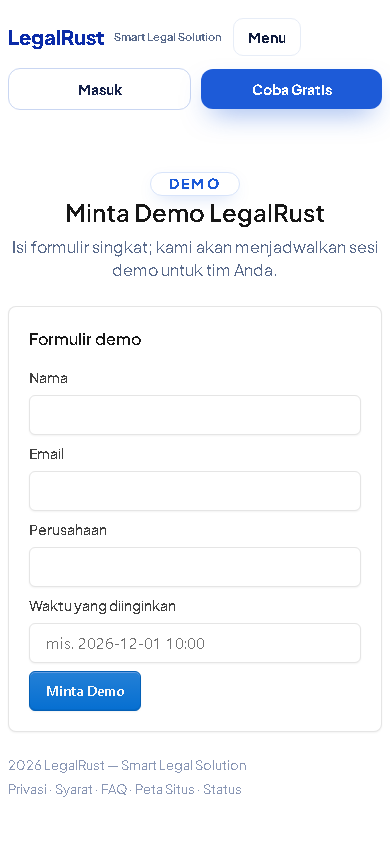 LegalRust Smart Legal Solution Menu
Masuk Coba Gratis
DEMO
Minta Demo LegalRust
Isi formulir singkat; kami akan menjadwalkan sesi
demo untuk tim Anda.
Formulir demo
Nama
Email
Perusahaan
Waktu yang diinginkan
mis. 2026-12-01 10:00
Minta Demo
2026 LegalRust — Smart Legal Solution
Privasi · Syarat · FAQ · Peta Situs · Status